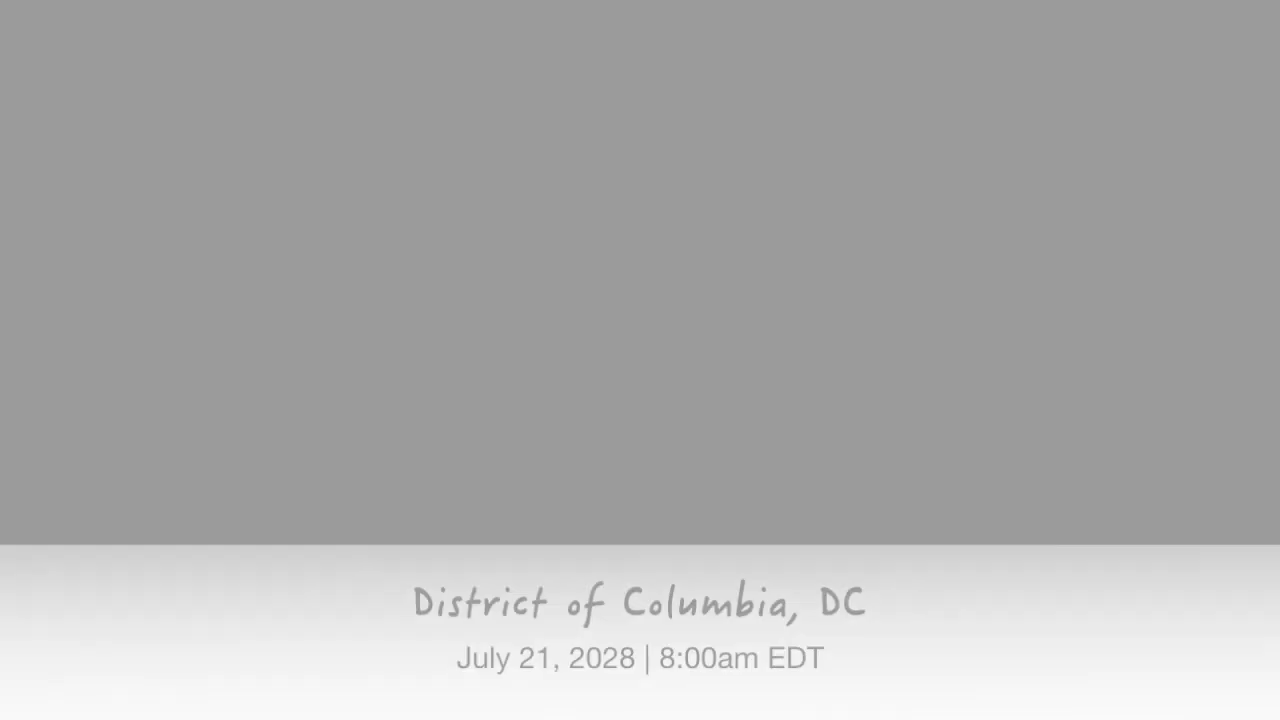 District of Columbia, DC
July 21, 2028 | 8:00am EDT